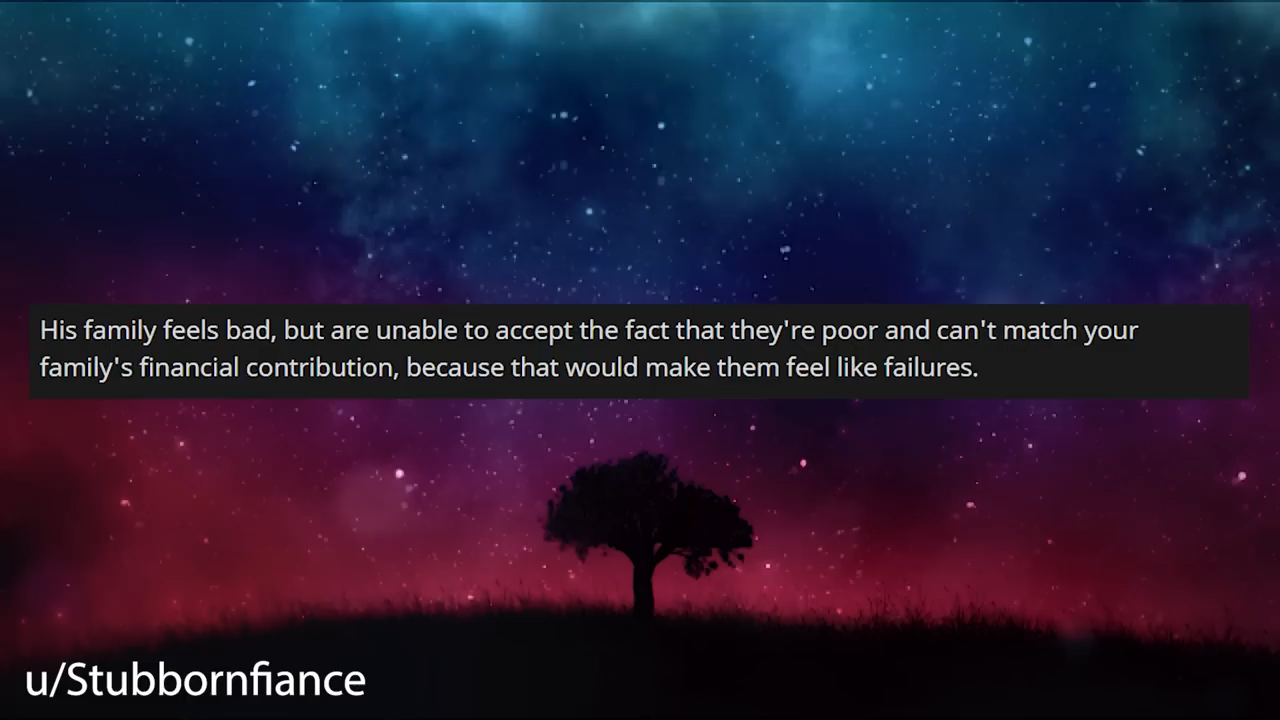 His family feels bad, but are unable to accept the fact that they're poor and can't match your
family's financial contribution, because that would make them feel like failures.
u/Stubbornfiance